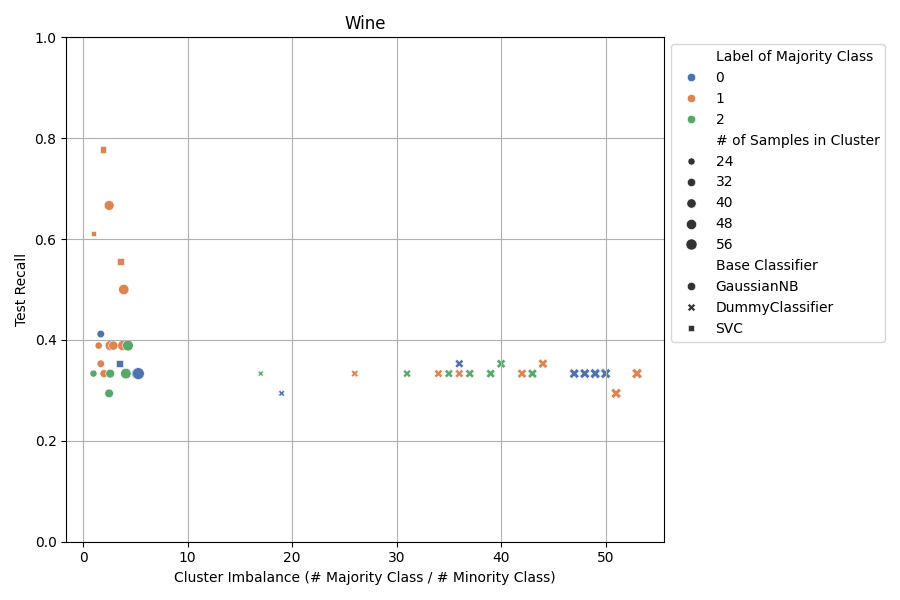 Wine
1.0
0.8
0.6
0.4
0.2
0.0
Test Recall
0
10
20
30
40
50
Cluster Imbalance (# Majority Class / # Minority Class)
Label of Majority Class
0
1
2
# of Samples in Cluster
24
32
40
48
56
Base Classifier
GaussianNB
DummyClassifier
SVC